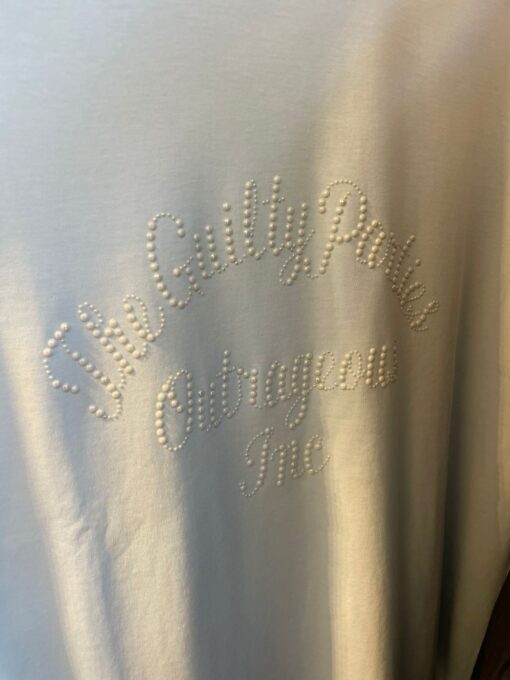 The Guilty Parties
Outrageous
Inc